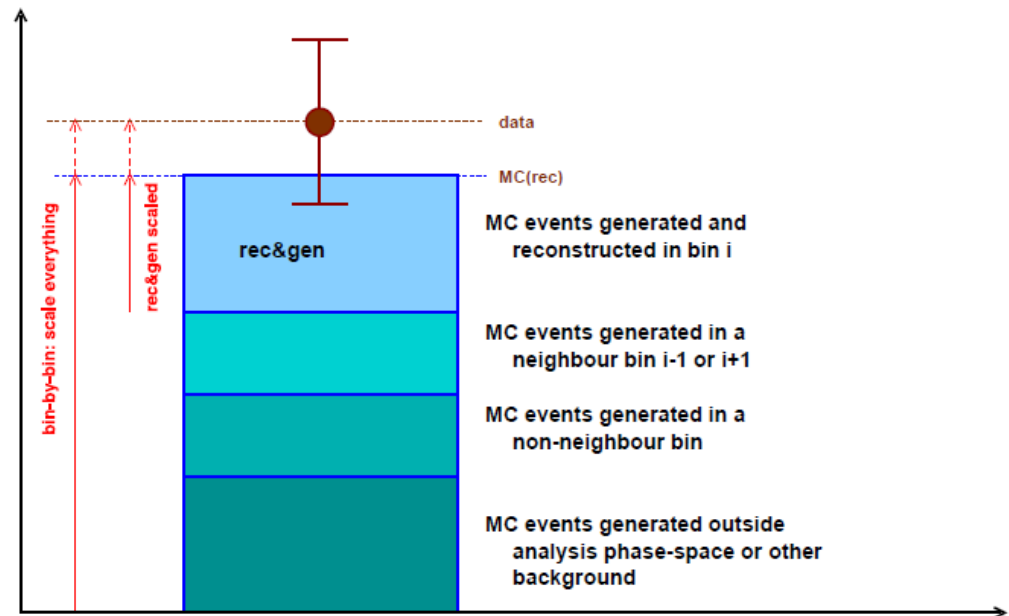 data
MC(rec)
bin-by-bin: scale everything
rec&gen scaled
rec&gen
MC events generated and
reconstructed in bin i
MC events generated in a
neighbour bin i-1 or i+1
MC events generated in a
non-neighbour bin
MC events generated outside
analysis phase-space or other
background